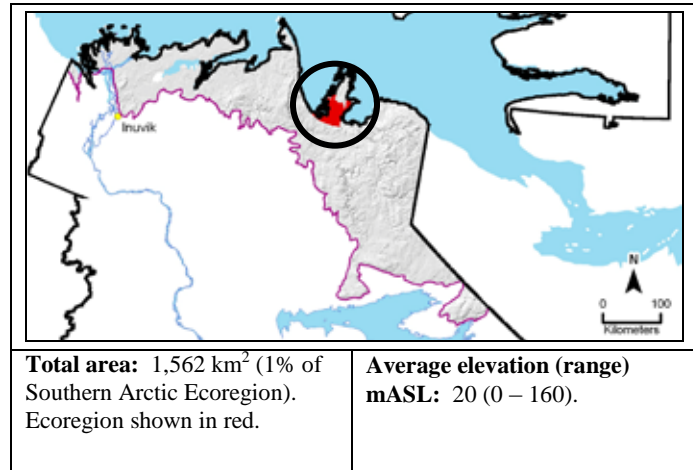 Inuvik
N
0 100
Kilometers
Total area: 1,562 km² (1% of
Southern Arctic Ecoregion).
Ecoregion shown in red.
Average elevation (range)
mASL: 20 (0 – 160).